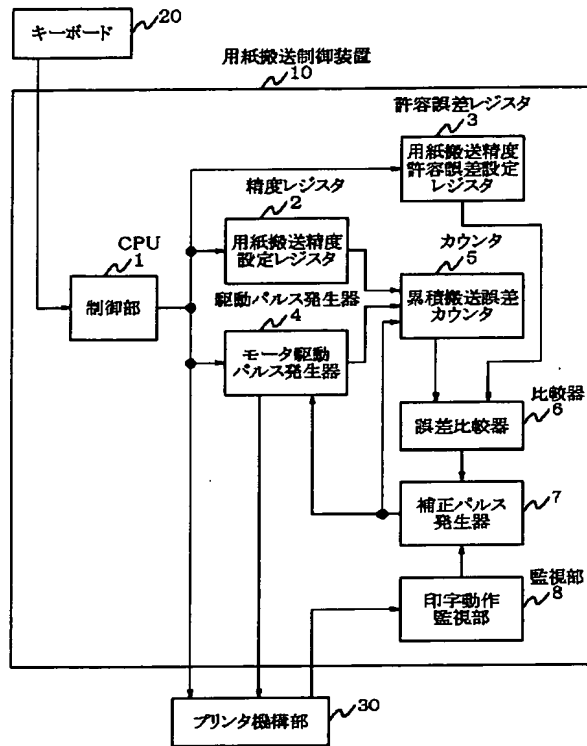 キーボード
20
用紙搬送制御装置
10
許容誤差レジスタ
3
用紙搬送精度
許容誤差設定
レジスタ
精度レジスタ
2
用紙搬送精度
設定レジスタ
カウンタ
5
累積搬送誤差
カウンタ
CPU
1
制御部
駆動パルス発生器
4
モータ駆動
パルス発生器
比較器
6
誤差比較器
補正パルス
発生器
7
監視部
8
印字動作
監視部
プリンタ機構部
30